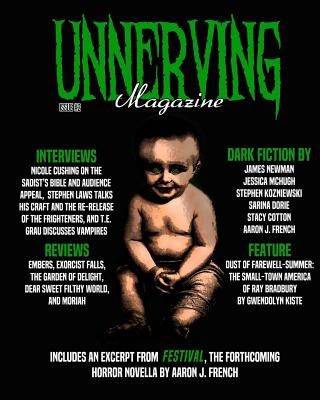 UNNERVING
Magazine
INTERVIEWS
NICOLE CUSHING ON THE
SADIST'S BIBLE AND AUDIENCE
APPEAL, STEPHEN LAWS TALKS
HIS CRAFT AND THE RE-RELEASE
OF THE FRIGHTENERS, AND T.E.
GRAU DISCUSSES VAMPIRES
REVIEWS
EMBERS, EXORCIST FALLS,
THE GARDEN OF DELIGHT,
DEAR SWEET FILTHY WORLD,
AND MORIAH
DARK FICTION BY
JAMES NEWMAN
JESSICA MCHUGH
STEPHEN KOZNIEWSKI
SARINA DORIE
STACY COTTON
AARON J. FRENCH
FEATURE
DUST OF FAREWELL-SUMMER:
THE SMALL-TOWN AMERICA
OF RAY BRADBURY
BY GWENDOLYN KISTE
INCLUDES AN EXCERPT FROM FESTIVAL, THE FORTHCOMING
HORROR NOVELLA BY AARON J. FRENCH